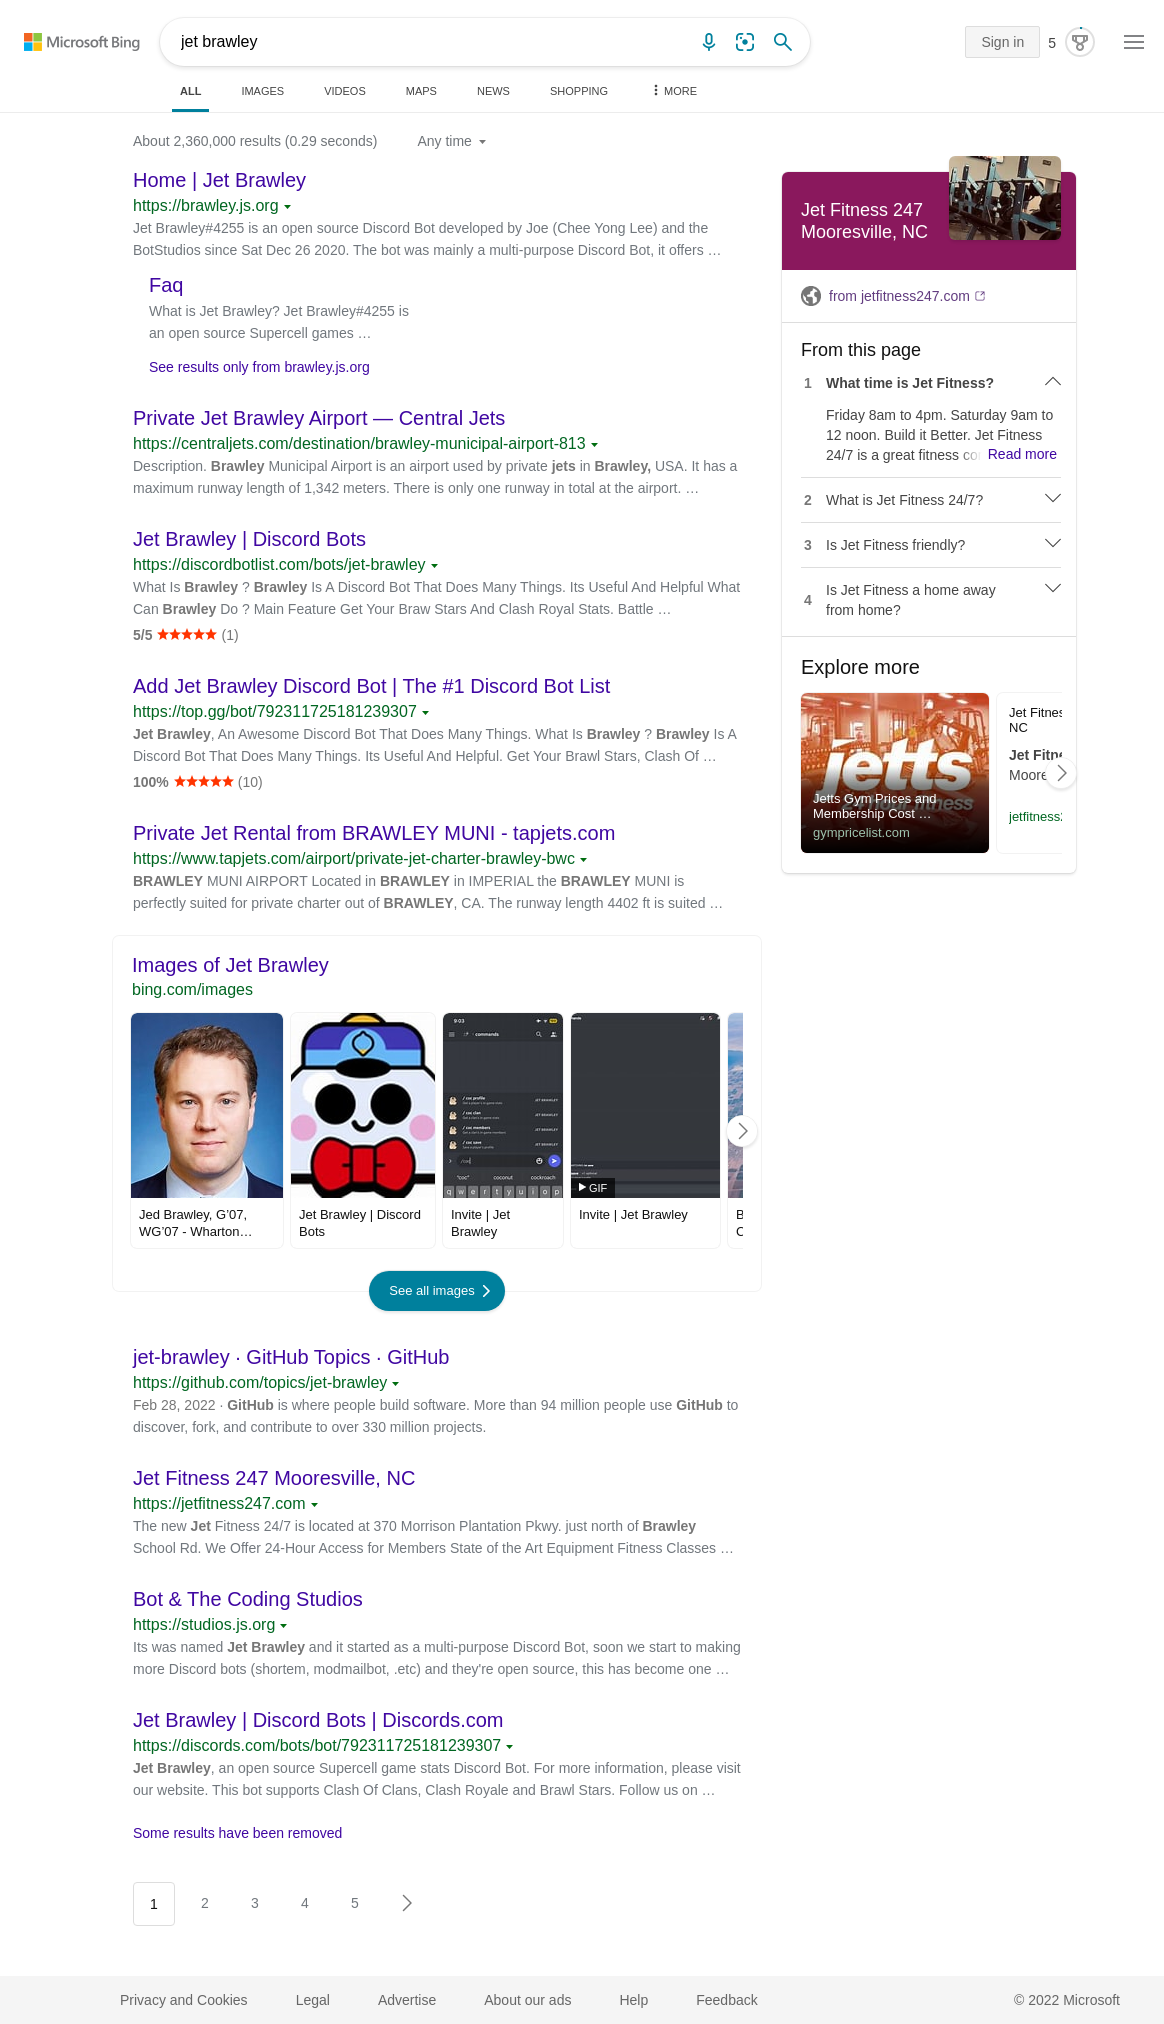 Microsoft Bing
jet brawley
Sign in
5
ALL
IMAGES
VIDEOS
MAPS
NEWS
SHOPPING
MORE
About 2,360,000 results (0.29 seconds)
Any time
Home | Jet Brawley
https://brawley.js.org
Jet Brawley#4255 is an open source Discord Bot developed by Joe (Chee Yong Lee) and the
BotStudios since Sat Dec 26 2020. The bot was mainly a multi-purpose Discord Bot, it offers …
Faq
What is Jet Brawley? Jet Brawley#4255 is
an open source Supercell games …
See results only from brawley.js.org
Private Jet Brawley Airport — Central Jets
https://centraljets.com/destination/brawley-municipal-airport-813
Description. Brawley Municipal Airport is an airport used by private jets in Brawley, USA. It has a
maximum runway length of 1,342 meters. There is only one runway in total at the airport. …
Jet Brawley | Discord Bots
https://discordbotlist.com/bots/jet-brawley
What Is Brawley ? Brawley Is A Discord Bot That Does Many Things. Its Useful And Helpful What
Can Brawley Do ? Main Feature Get Your Braw Stars And Clash Royal Stats. Battle …
5/5 ★★★★★ (1)
Add Jet Brawley Discord Bot | The #1 Discord Bot List
https://top.gg/bot/792311725181239307
Jet Brawley, An Awesome Discord Bot That Does Many Things. What Is Brawley ? Brawley Is A
Discord Bot That Does Many Things. Its Useful And Helpful. Get Your Brawl Stars, Clash Of …
100% ★★★★★ (10)
Private Jet Rental from BRAWLEY MUNI - tapjets.com
https://www.tapjets.com/airport/private-jet-charter-brawley-bwc
BRAWLEY MUNI AIRPORT Located in BRAWLEY in IMPERIAL the BRAWLEY MUNI is
perfectly suited for private charter out of BRAWLEY, CA. The runway length 4402 ft is suited …
Images of Jet Brawley
bing.com/images
9:03
commands
/ coc profile
JET BRAWLEY
/ coc clan
JET BRAWLEY
/ coc members
JET BRAWLEY
/ coc save
JET BRAWLEY
/coc
"coc" coconut cockroach
q w e r t y u i o p
GIF
Jed Brawley, G'07,
WG'07 - Wharton…
Jet Brawley | Discord
Bots
Invite | Jet
Brawley
Invite | Jet Brawley
B
C
See all images
jet-brawley · GitHub Topics · GitHub
https://github.com/topics/jet-brawley
Feb 28, 2022 · GitHub is where people build software. More than 94 million people use GitHub to
discover, fork, and contribute to over 330 million projects.
Jet Fitness 247 Mooresville, NC
https://jetfitness247.com
The new Jet Fitness 24/7 is located at 370 Morrison Plantation Pkwy. just north of Brawley
School Rd. We Offer 24-Hour Access for Members State of the Art Equipment Fitness Classes …
Bot & The Coding Studios
https://studios.js.org
Its was named Jet Brawley and it started as a multi-purpose Discord Bot, soon we start to making
more Discord bots (shortem, modmailbot, .etc) and they're open source, this has become one …
Jet Brawley | Discord Bots | Discords.com
https://discords.com/bots/bot/792311725181239307
Jet Brawley, an open source Supercell game stats Discord Bot. For more information, please visit
our website. This bot supports Clash Of Clans, Clash Royale and Brawl Stars. Follow us on …
Some results have been removed
1
2
3
4
5
Jet Fitness 247
Mooresville, NC
from jetfitness247.com
From this page
1 What time is Jet Fitness?
Friday 8am to 4pm. Saturday 9am to
12 noon. Build it Better. Jet Fitness
24/7 is a great fitness co Read more
2 What is Jet Fitness 24/7?
3 Is Jet Fitness friendly?
4 Is Jet Fitness a home away
from home?
Explore more
jetts
24 hour fitness
Jetts Gym Prices and
Membership Cost …
gympricelist.com
Jet Fitnes
NC
Jet Fitne
Moore
jetfitness2
Privacy and Cookies
Legal
Advertise
About our ads
Help
Feedback
© 2022 Microsoft